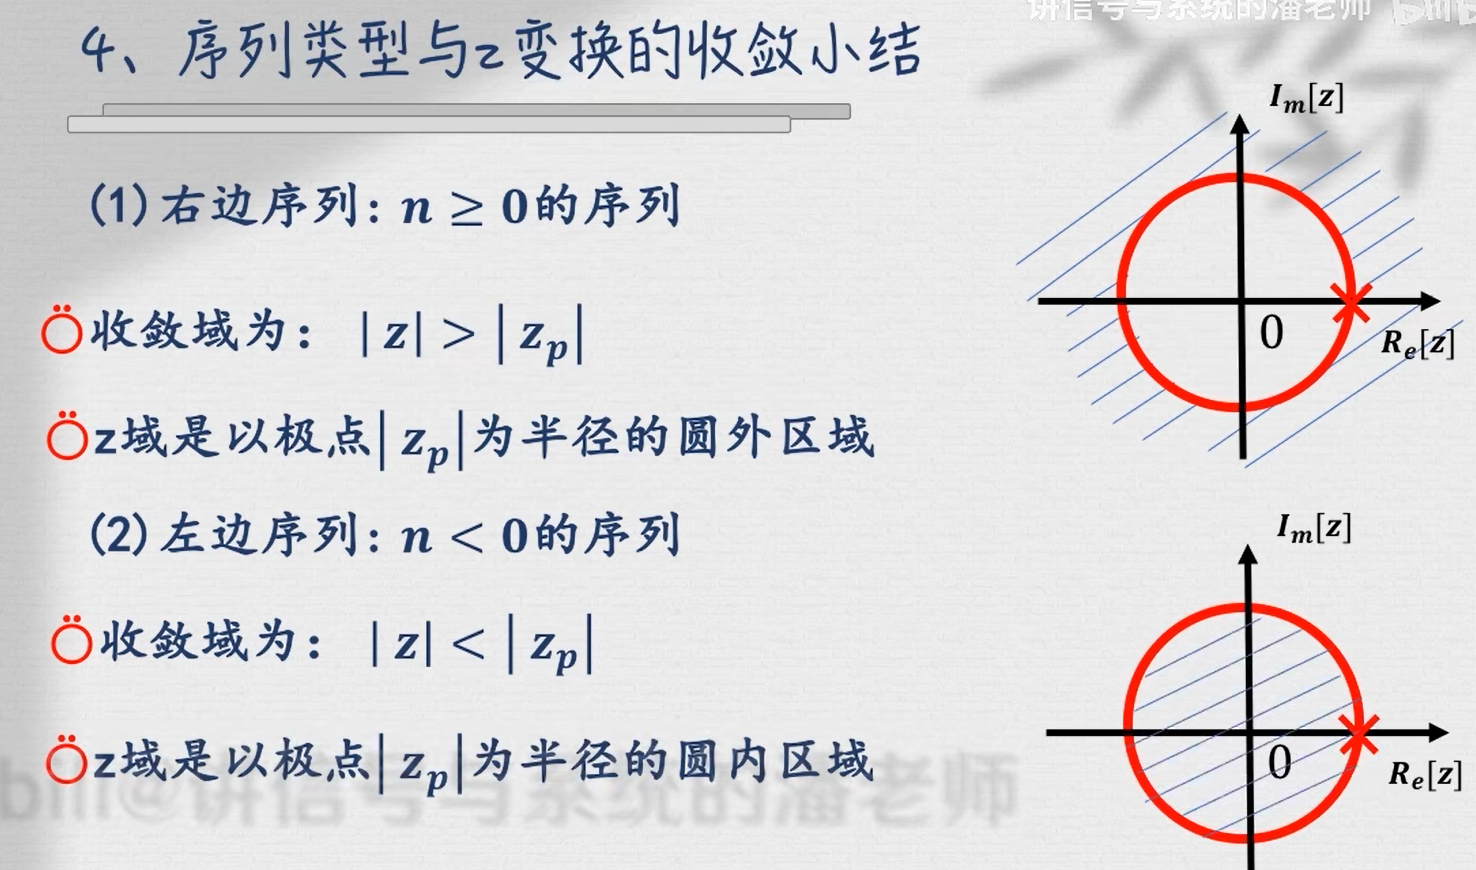 讲信号与系统的潘老师 bilibili
4、序列类型与z变换的收敛小结
(1)右边序列: n ≥ 0的序列
收敛域为: |z| > |z_p|
z域是以极点|z_p|为半径的圆外区域
(2)左边序列: n < 0的序列
收敛域为: |z| < |z_p|
z域是以极点|z_p|为半径的圆内区域
I_m[z]
0
R_e[z]
I_m[z]
0
R_e[z]
bili@讲信号与系统的潘老师